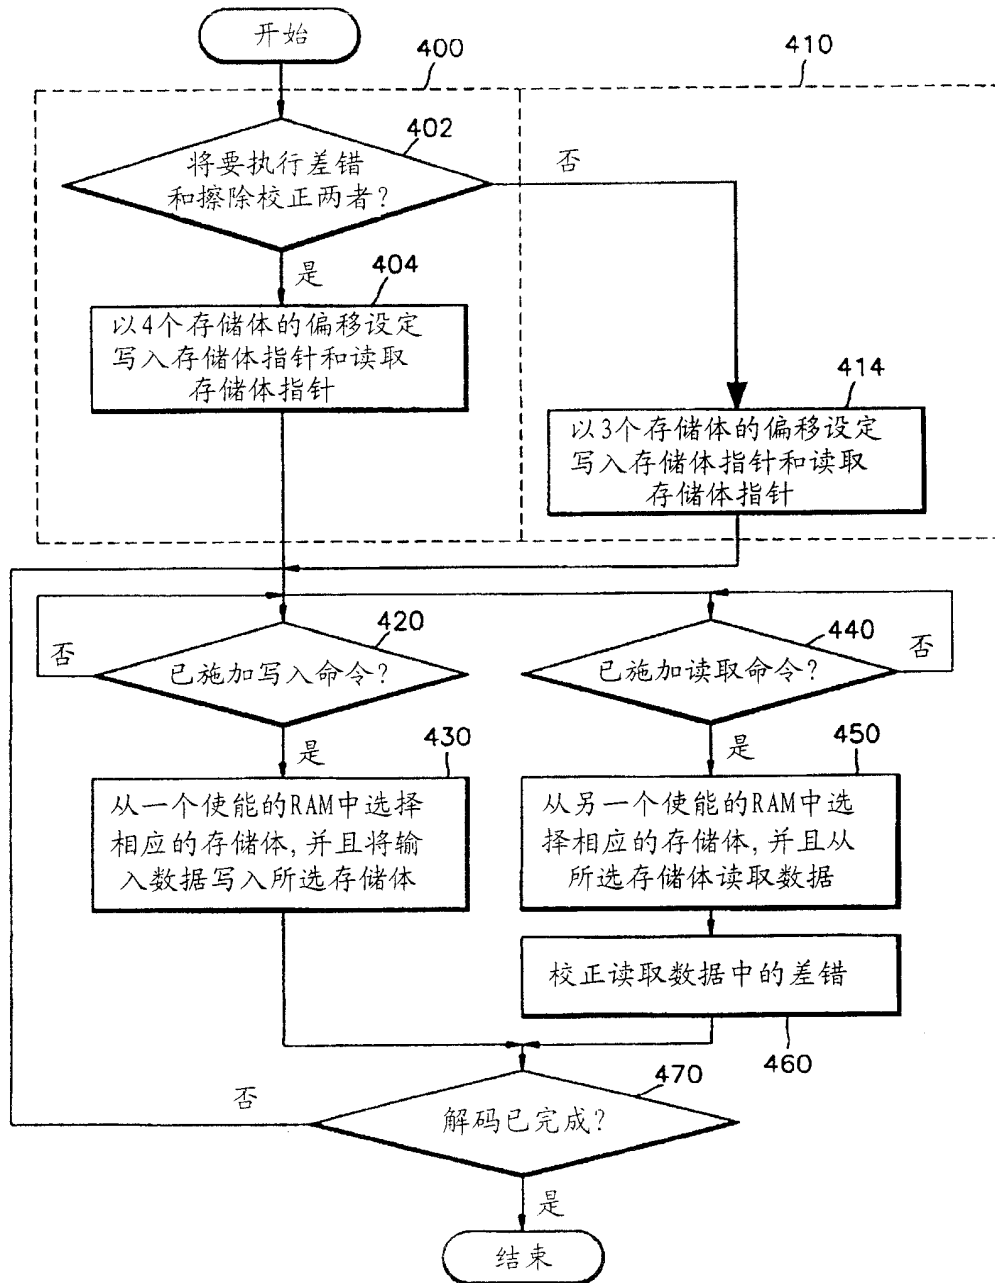 开始
400
410
402
将要执行差错
和擦除校正两者?
否
是
404
以4个存储体的偏移设定
写入存储体指针和读取
存储体指针
414
以3个存储体的偏移设定
写入存储体指针和读取
存储体指针
420
440
否
已施加写入命令?
已施加读取命令?
否
是
430
是
450
从一个使能的RAM中选择
相应的存储体,并且将输
入数据写入所选存储体
从另一个使能的RAM中选
择相应的存储体,并且从
所选存储体读取数据
校正读取数据中的差错
460
470
否
解码已完成?
是
结束